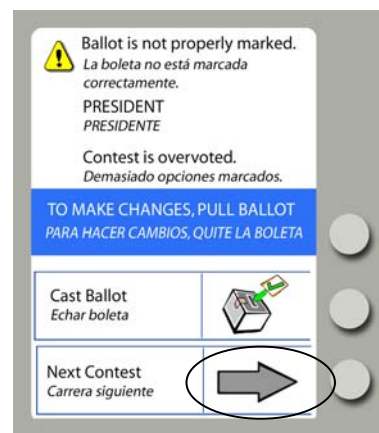 Ballot is not properly marked.
La boleta no está marcada
correctamente.
PRESIDENT
PRESIDENTE
Contest is overvoted.
Demasiado opciones marcados.
TO MAKE CHANGES, PULL BALLOT
PARA HACER CAMBIOS, QUITE LA BOLETA
Cast Ballot
Echar boleta
Next Contest
Carrera siguiente